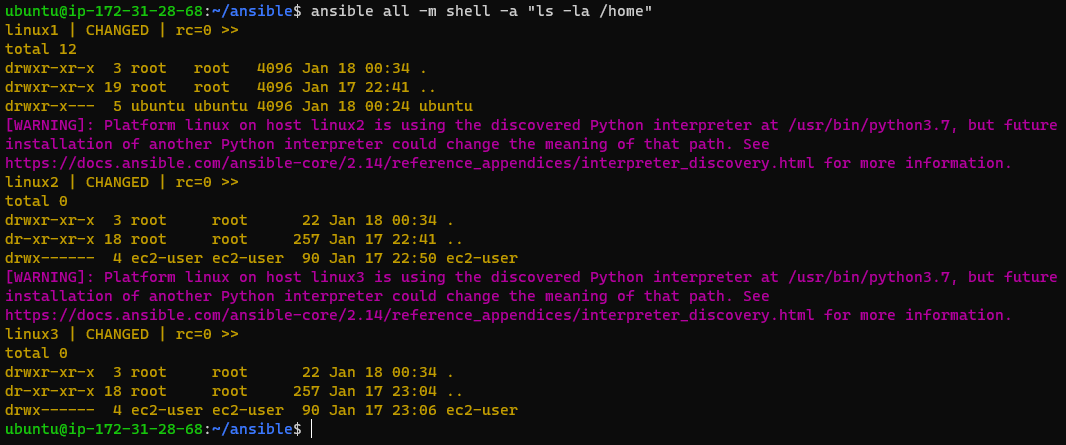 ubuntu@ip-172-31-28-68:~/ansible$ ansible all -m shell -a "ls -la /home"
linux1 | CHANGED | rc=0 >>
total 12
drwxr-xr-x  3 root   root   4096 Jan 18 00:34 .
drwxr-xr-x 19 root   root   4096 Jan 17 22:41 ..
drwxr-x---  5 ubuntu ubuntu 4096 Jan 18 00:24 ubuntu
[WARNING]: Platform linux on host linux2 is using the discovered Python interpreter at /usr/bin/python3.7, but future
installation of another Python interpreter could change the meaning of that path. See
https://docs.ansible.com/ansible-core/2.14/reference_appendices/interpreter_discovery.html for more information.
linux2 | CHANGED | rc=0 >>
total 0
drwxr-xr-x  3 root     root      22 Jan 18 00:34 .
dr-xr-xr-x 18 root     root     257 Jan 17 22:41 ..
drwx------  4 ec2-user ec2-user  90 Jan 17 22:50 ec2-user
[WARNING]: Platform linux on host linux3 is using the discovered Python interpreter at /usr/bin/python3.7, but future
installation of another Python interpreter could change the meaning of that path. See
https://docs.ansible.com/ansible-core/2.14/reference_appendices/interpreter_discovery.html for more information.
linux3 | CHANGED | rc=0 >>
total 0
drwxr-xr-x  3 root     root      22 Jan 18 00:34 .
dr-xr-xr-x 18 root     root     257 Jan 17 23:04 ..
drwx------  4 ec2-user ec2-user  90 Jan 17 23:06 ec2-user
ubuntu@ip-172-31-28-68:~/ansible$